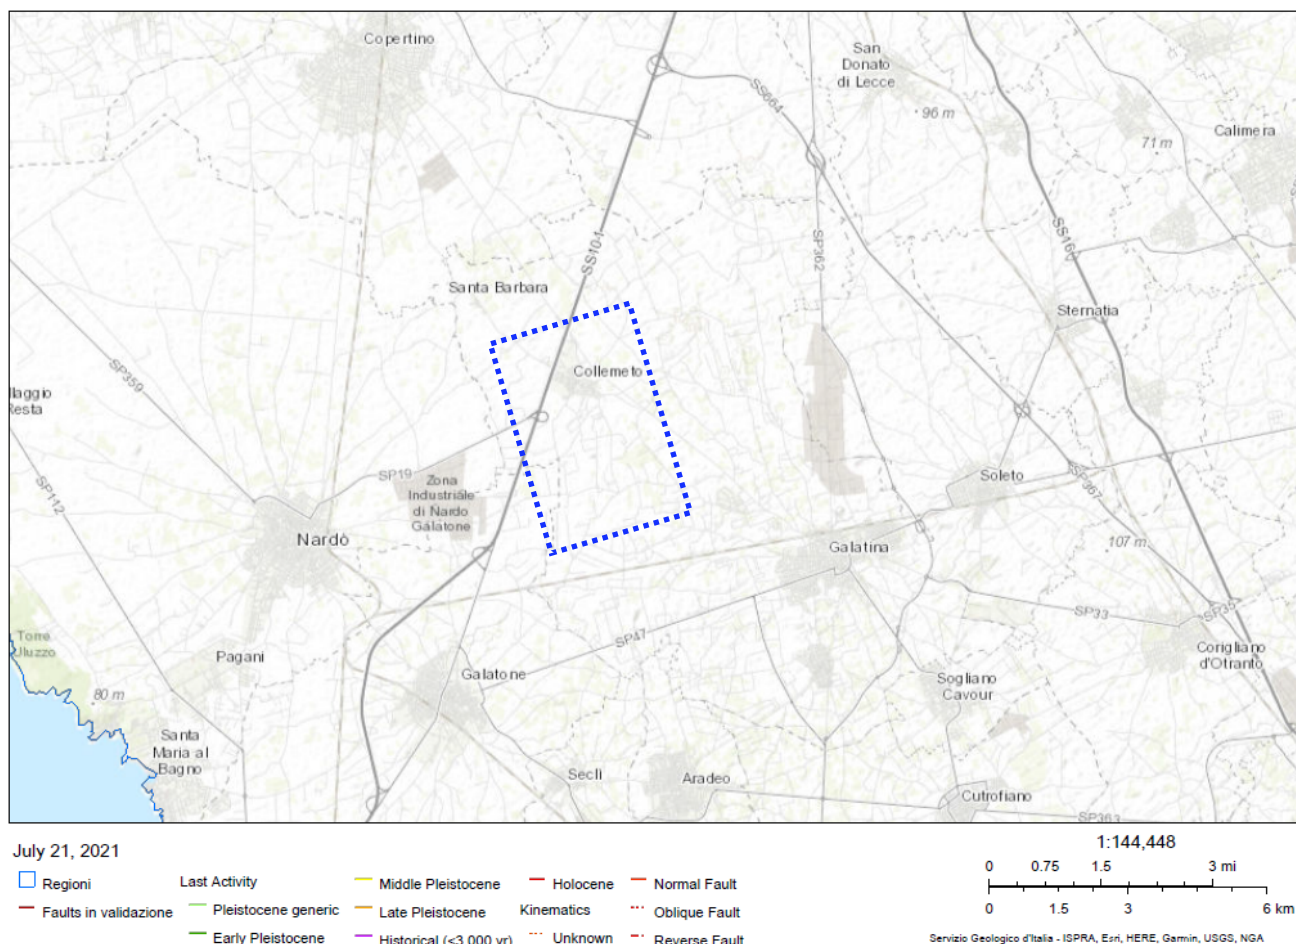 Copertino
San
Donato
di Lecce
96 m
SS664
Calimera
71 m
SS101
SP362
SS16
Santa Barbara
Sternatia
SP359
Collemeto
llaggio
Resta
SP19
Zona
Industriale
di Nardo
Galatone
Soleto
SP367
SP112
Nardò
Galatina
107 m
SP33
SP35
Torre
Uluzzo
SP47
Pagani
Corigliano
d'Otranto
Galatone
Sogliano
Cavour
80 m
Santa
Maria al
Bagno
Seclì
Aradeo
Cutrofiano
SP363
July 21, 2021
1:144,448
0 0.75 1.5 3 mi
0 1.5 3 6 km
Regioni
Faults in validazione
Last Activity
Pleistocene generic
Early Pleistocene
Middle Pleistocene
Late Pleistocene
Historical (<3.000 yr)
Holocene
Kinematics
Unknown
Normal Fault
Oblique Fault
Reverse Fault
Servizio Geologico d'Italia - ISPRA, Esri, HERE, Garmin, USGS, NGA